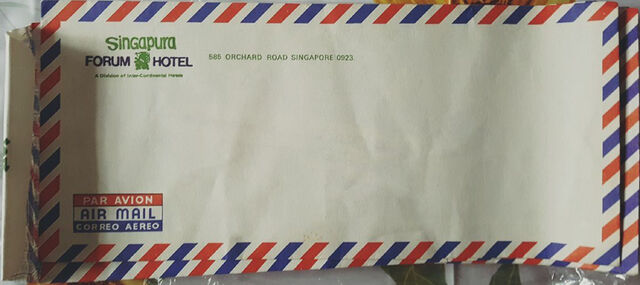 Singapura
FORUM HOTEL
A Division of Inter-Continental Hotels
585 ORCHARD ROAD SINGAPORE 0923
PAR AVION
AIR MAIL
CORREO AEREO